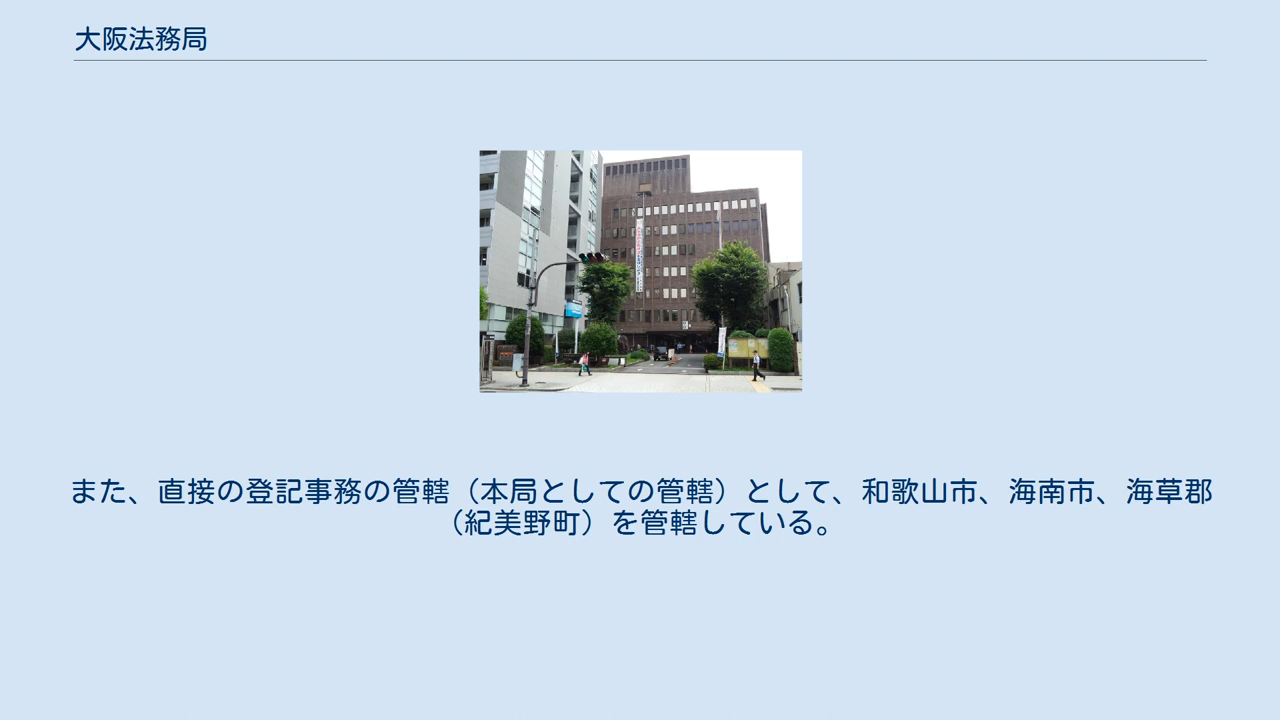 大阪法務局
また、直接の登記事務の管轄（本局としての管轄）として、和歌山市、海南市、海草郡
（紀美野町）を管轄している。